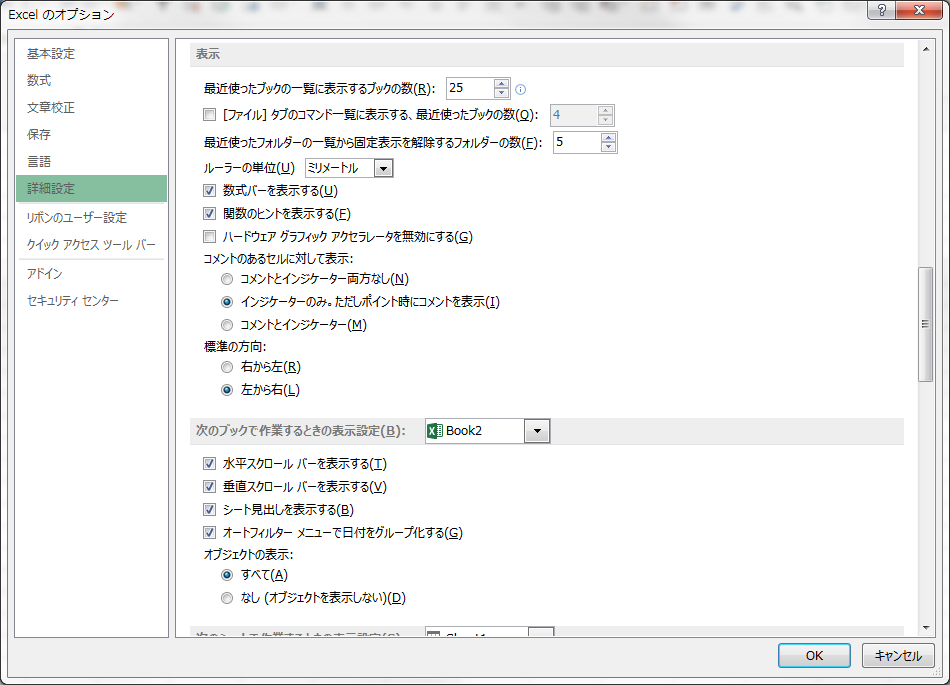 Excel のオプション
基本設定
数式
文章校正
保存
言語
詳細設定
リボンのユーザー設定
クイック アクセス ツール バー
アドイン
セキュリティ センター
表示
最近使ったブックの一覧に表示するブックの数(R): 25
[ファイル] タブのコマンド一覧に表示する、最近使ったブックの数(Q): 4
最近使ったフォルダーの一覧から固定表示を解除するフォルダーの数(F): 5
ルーラーの単位(U) ミリメートル
数式バーを表示する(U)
関数のヒントを表示する(F)
ハードウェア グラフィック アクセラレータを無効にする(G)
コメントのあるセルに対して表示:
コメントとインジケーター両方なし(N)
インジケーターのみ。ただしポイント時にコメントを表示(I)
コメントとインジケーター(M)
標準の方向:
右から左(R)
左から右(L)
次のブックで作業するときの表示設定(B): Book2
水平スクロール バーを表示する(T)
垂直スクロール バーを表示する(V)
シート見出しを表示する(B)
オートフィルター メニューで日付をグループ化する(G)
オブジェクトの表示:
すべて(A)
なし (オブジェクトを表示しない)(D)
次のシートで作業するときの表示設定(S): Sheet1
OK
キャンセル